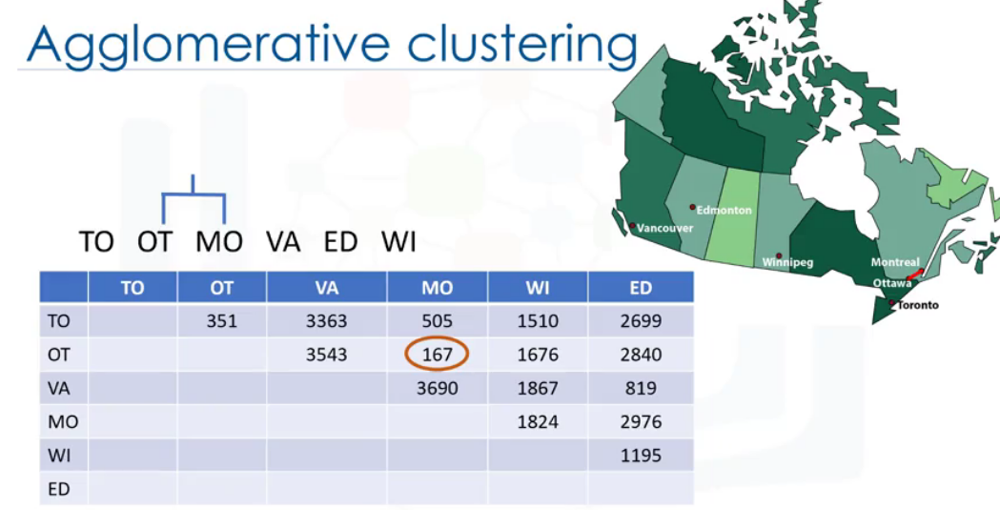 Agglomerative clustering
TO OT MO VA ED WI
TO OT VA MO WI ED
TO 351 3363 505 1510 2699
OT 3543 167 1676 2840
VA 3690 1867 819
MO 1824 2976
WI 1195
ED
Edmonton
Vancouver
Winnipeg
Montreal
Ottawa
Toronto